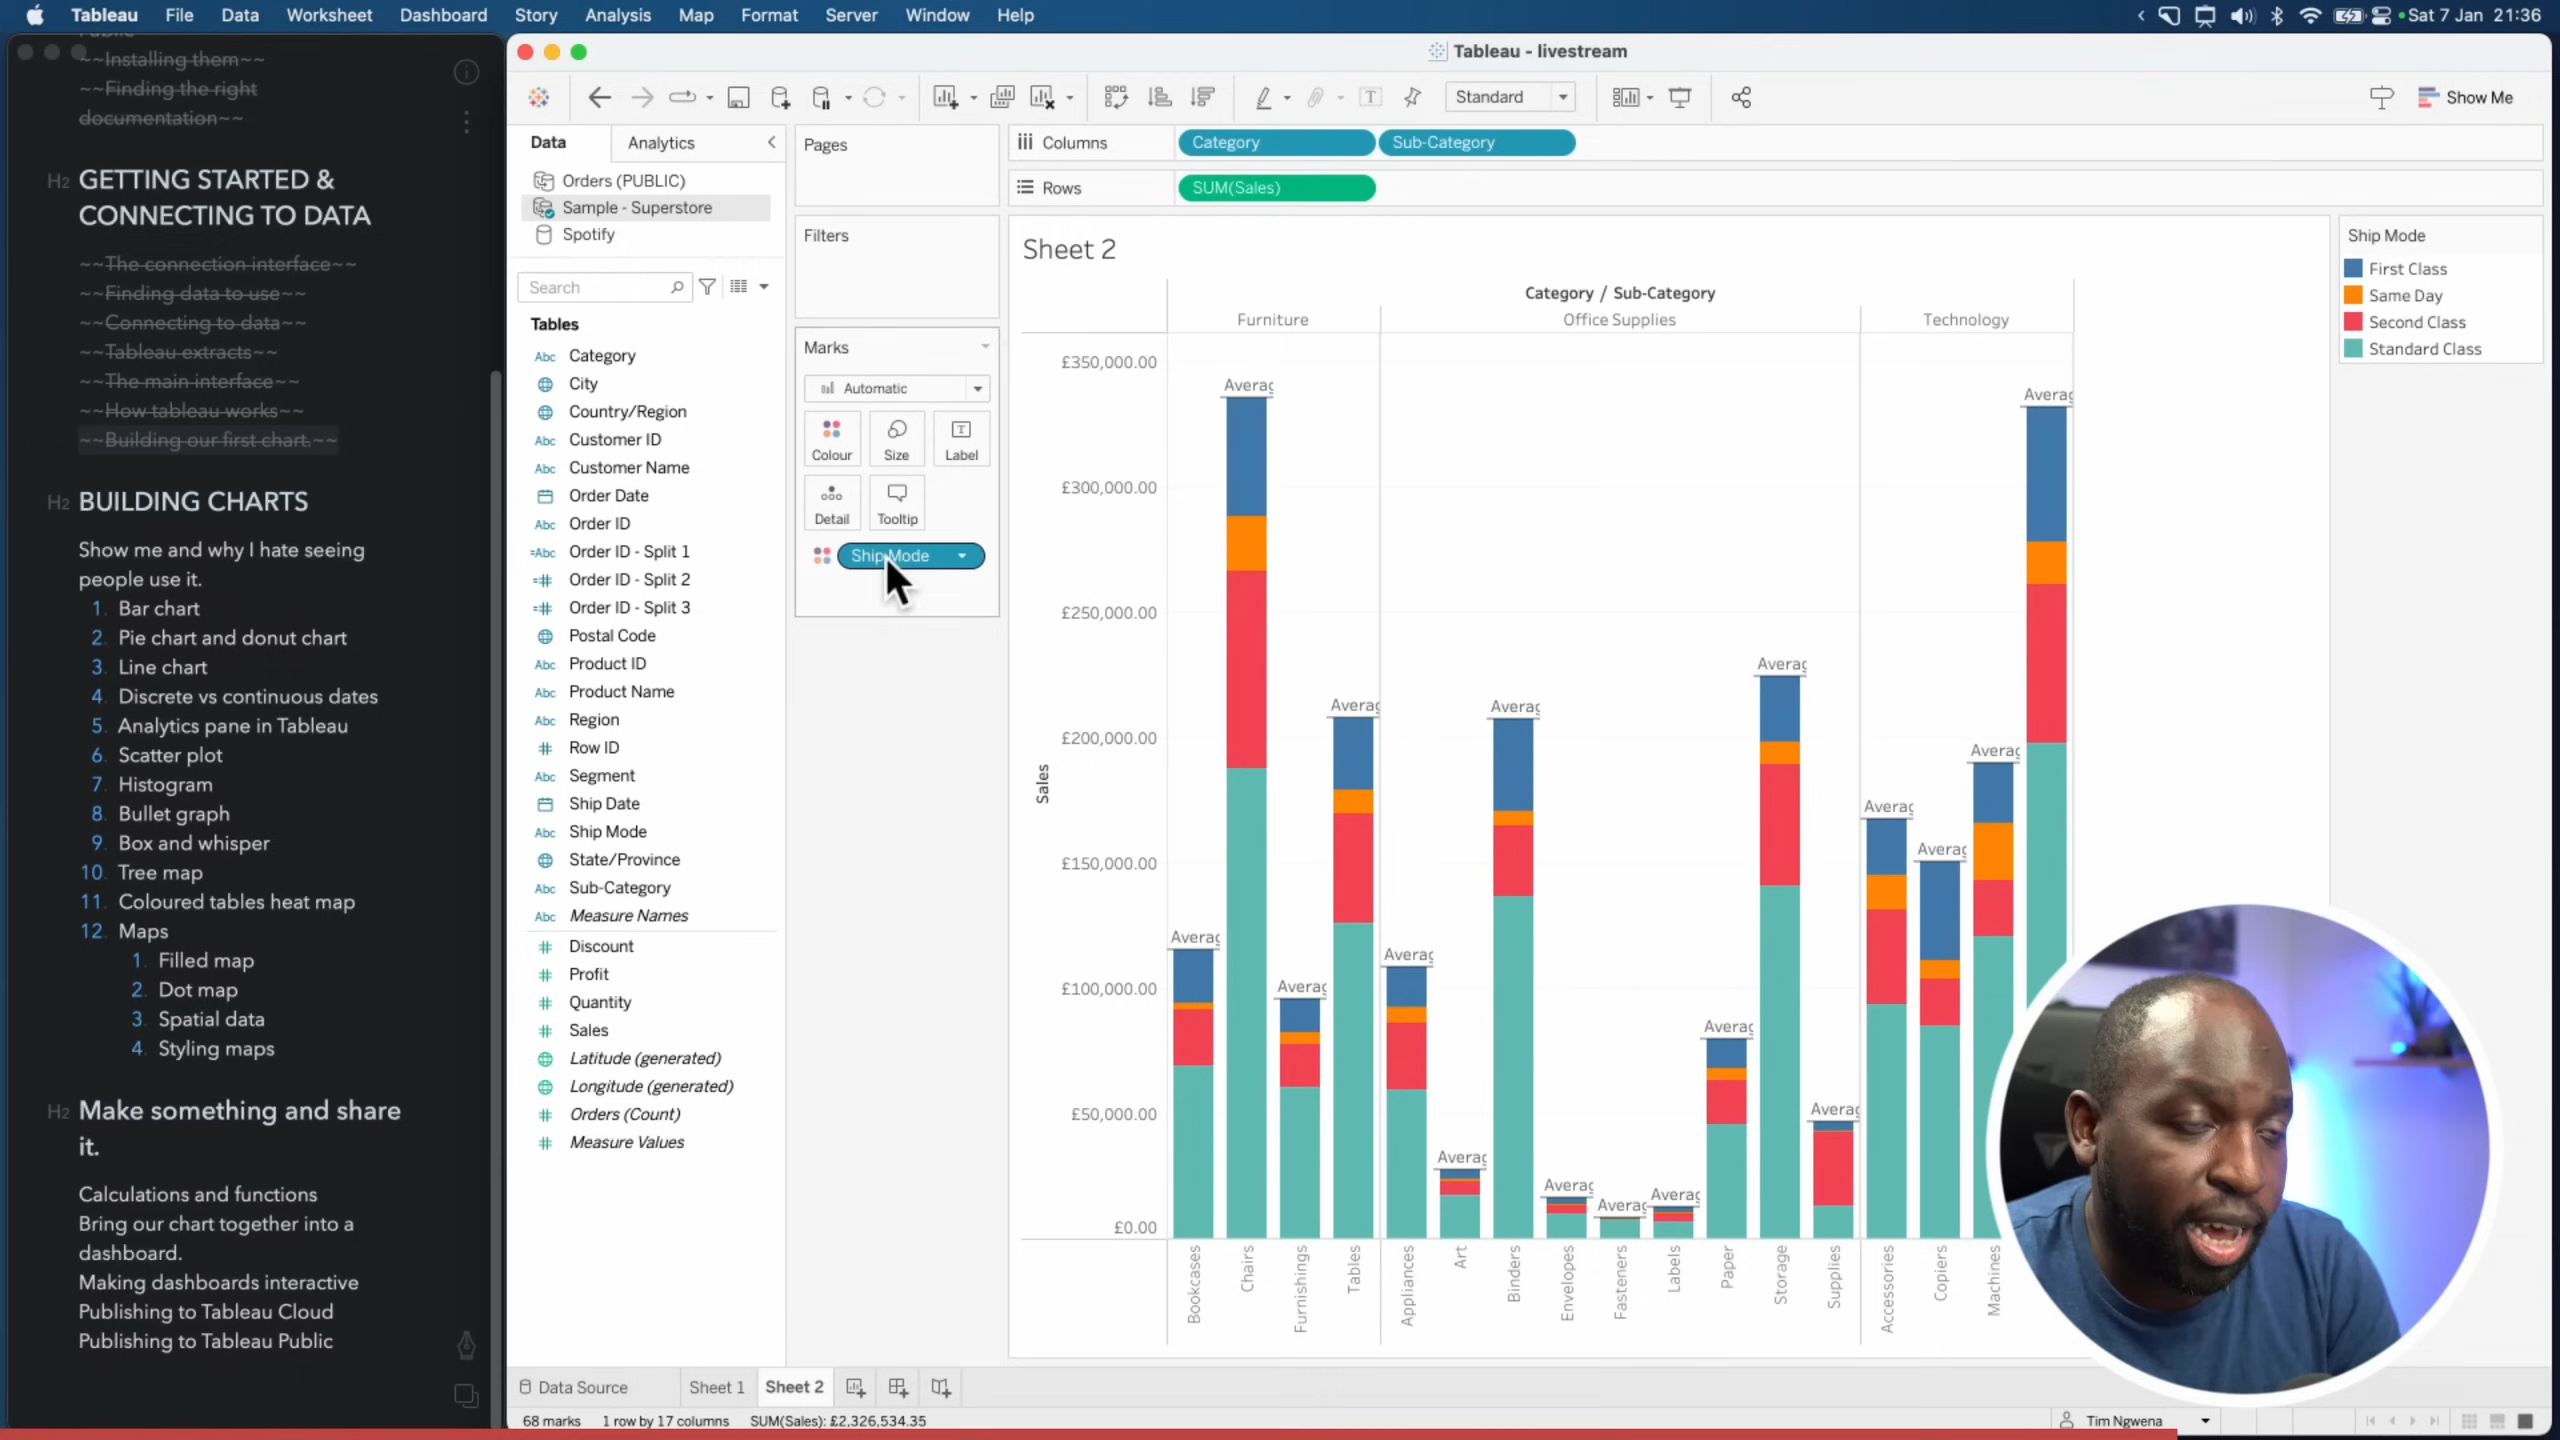 Tableau File Data Worksheet Dashboard Story Analysis Map Format Server Window Help
Sat 7 Jan 21:36
~~Installing them~~
~~Finding the right
documentation~~
H2 GETTING STARTED &
CONNECTING TO DATA
~~The connection interface~~
~~Finding data to use~~
~~Connecting to data~~
~~Tableau extracts~~
~~The main interface~~
~~How tableau works~~
~~Building our first chart.~~
H2 BUILDING CHARTS
Show me and why I hate seeing
people use it.
1. Bar chart
2. Pie chart and donut chart
3. Line chart
4. Discrete vs continuous dates
5. Analytics pane in Tableau
6. Scatter plot
7. Histogram
8. Bullet graph
9. Box and whisper
10. Tree map
11. Coloured tables heat map
12. Maps
1. Filled map
2. Dot map
3. Spatial data
4. Styling maps
H2 Make something and share
it.
Calculations and functions
Bring our chart together into a
dashboard.
Making dashboards interactive
Publishing to Tableau Cloud
Publishing to Tableau Public
Tableau - livestream
Standard
Show Me
Data Analytics
Orders (PUBLIC)
Sample - Superstore
Spotify
Search
Tables
Abc Category
City
Country/Region
Abc Customer ID
Abc Customer Name
Order Date
Abc Order ID
=Abc Order ID - Split 1
=# Order ID - Split 2
=# Order ID - Split 3
Postal Code
Abc Product ID
Abc Product Name
Abc Region
# Row ID
Abc Segment
Ship Date
Abc Ship Mode
State/Province
Abc Sub-Category
Abc Measure Names
# Discount
# Profit
# Quantity
# Sales
Latitude (generated)
Longitude (generated)
# Orders (Count)
# Measure Values
Pages
Filters
Marks
Automatic
Colour Size Label
Detail Tooltip
Ship Mode
Columns Category Sub-Category
Rows SUM(Sales)
Sheet 2
Category / Sub-Category
Furniture Office Supplies Technology
£350,000.00
£300,000.00
£250,000.00
£200,000.00
£150,000.00
£100,000.00
£50,000.00
£0.00
Sales
Bookcases
Chairs
Furnishings
Tables
Appliances
Art
Binders
Envelopes
Fasteners
Labels
Paper
Storage
Supplies
Accessories
Copiers
Machines
Ship Mode
First Class
Same Day
Second Class
Standard Class
Data Source Sheet 1 Sheet 2
68 marks 1 row by 17 columns SUM(Sales): £2,326,534.35
Tim Ngwena